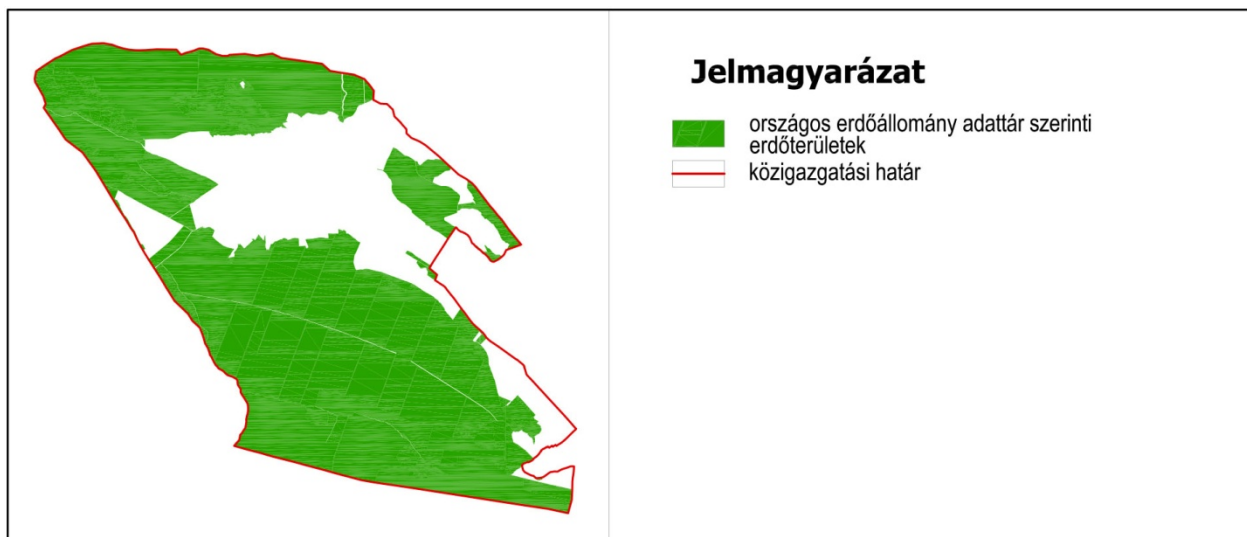 Jelmagyarázat
országos erdőállomány adattár szerinti
erdőterületek
közigazgatási határ